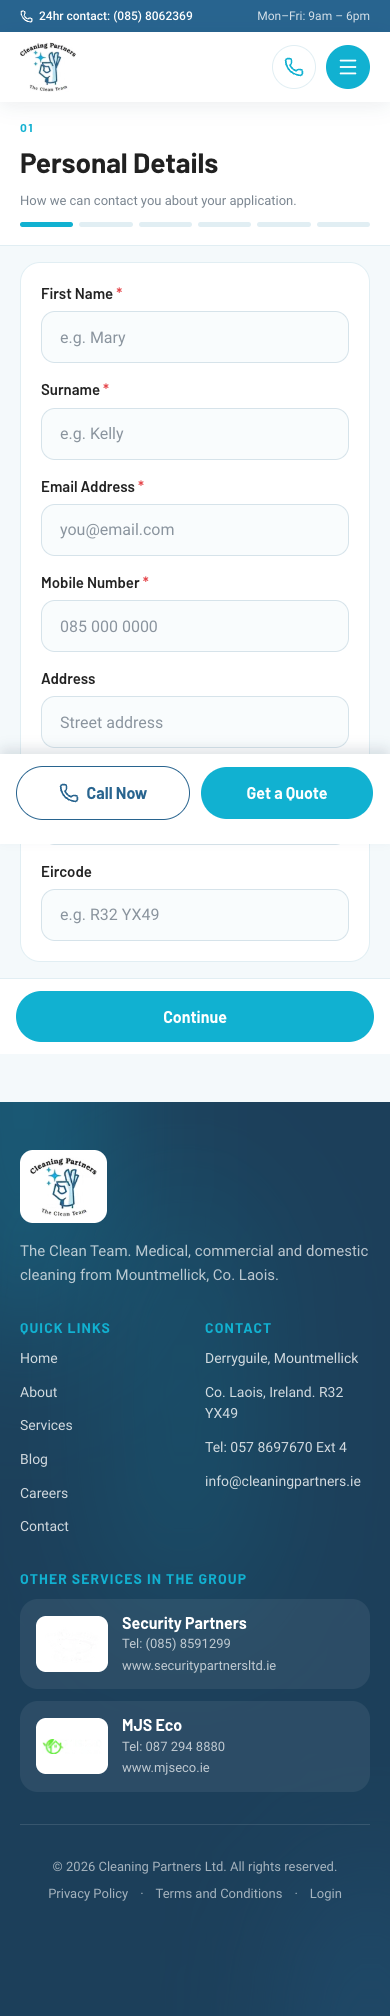 24hr contact: (085) 8062369
Mon–Fri: 9am – 6pm
Cleaning Partners
The Clean Team
01
Personal Details
How we can contact you about your application.
First Name *
e.g. Mary
Surname *
e.g. Kelly
Email Address *
you@email.com
Mobile Number *
085 000 0000
Address
Street address
Call Now
Get a Quote
Eircode
e.g. R32 YX49
Continue
Cleaning Partners
The Clean Team
The Clean Team. Medical, commercial and domestic
cleaning from Mountmellick, Co. Laois.
QUICK LINKS
Home
About
Services
Blog
Careers
Contact
CONTACT
Derryguile, Mountmellick
Co. Laois, Ireland. R32
YX49
Tel: 057 8697670 Ext 4
info@cleaningpartners.ie
OTHER SERVICES IN THE GROUP
Security Partners
Tel: (085) 8591299
www.securitypartnersltd.ie
MJS Eco
Tel: 087 294 8880
www.mjseco.ie
© 2026 Cleaning Partners Ltd. All rights reserved.
Privacy Policy · Terms and Conditions · Login